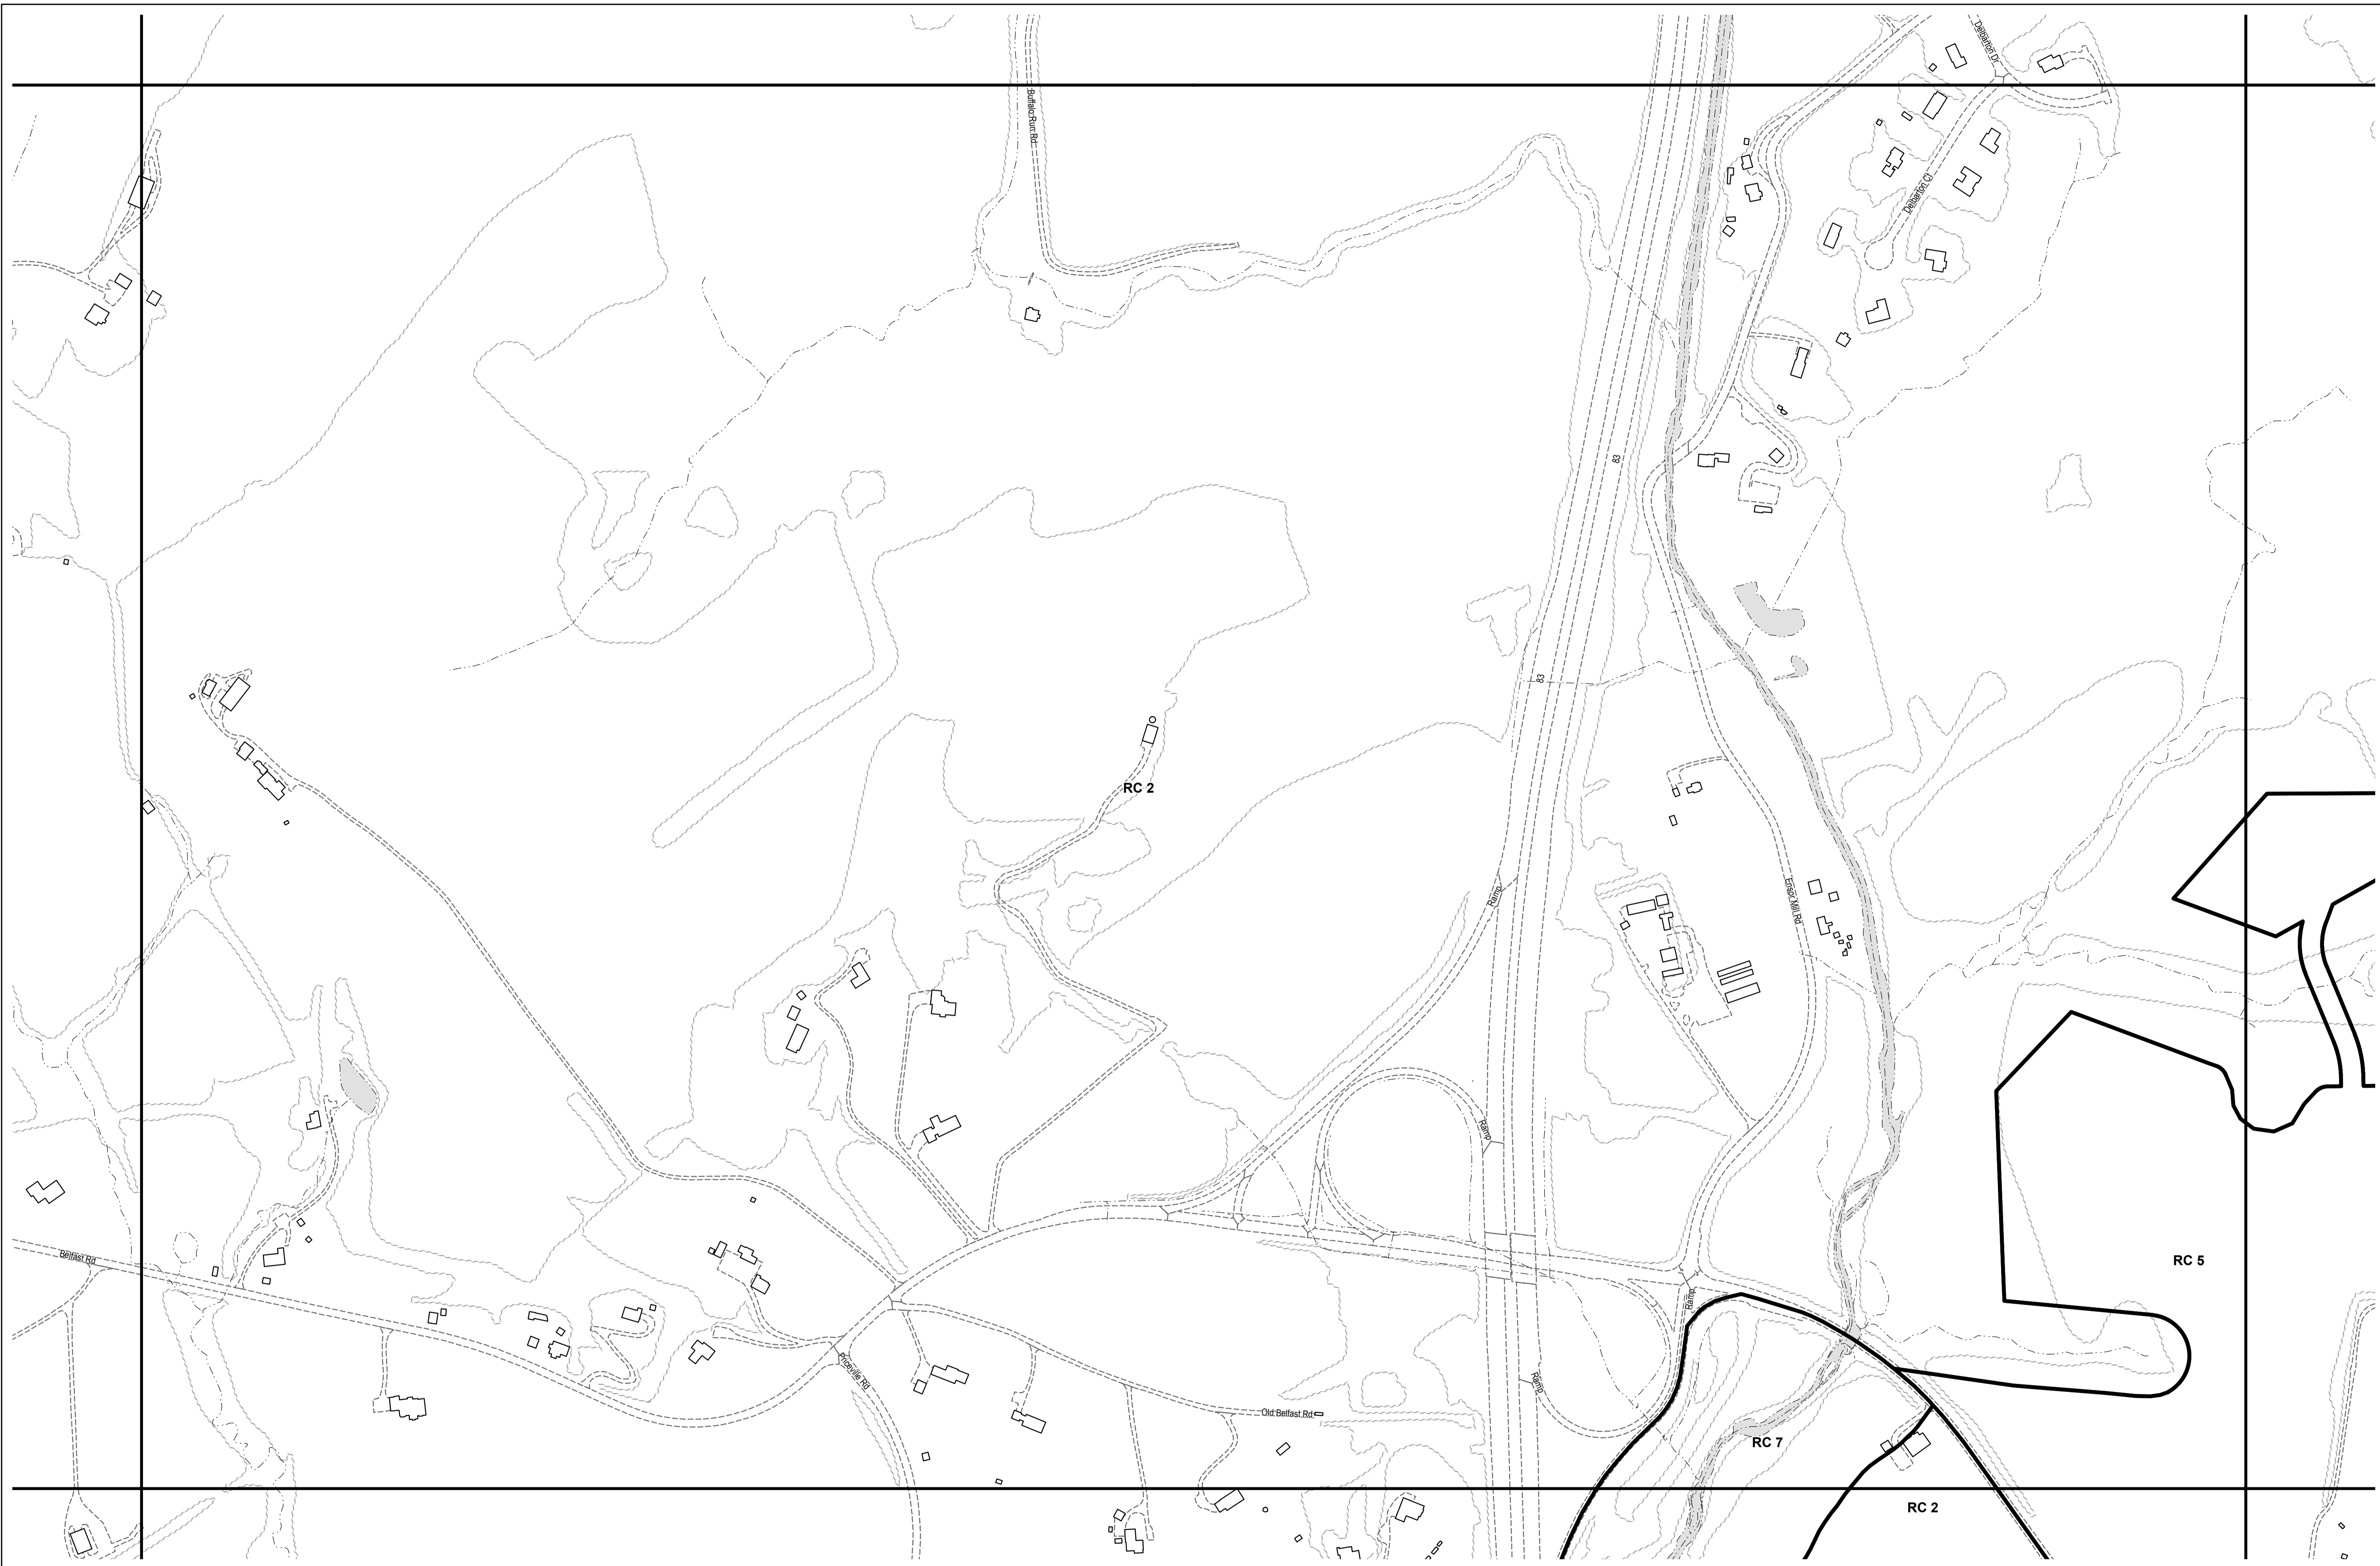 Delbarton Dr
Buffalo Run Rd
Delbarton Ct
83
83
RC 2
Ramp
Ensor Mill Rd
Ramp
Belfast Rd
RC 5
Ramp
Priceville Rd
Ramp
Old Belfast Rd
RC 7
RC 2